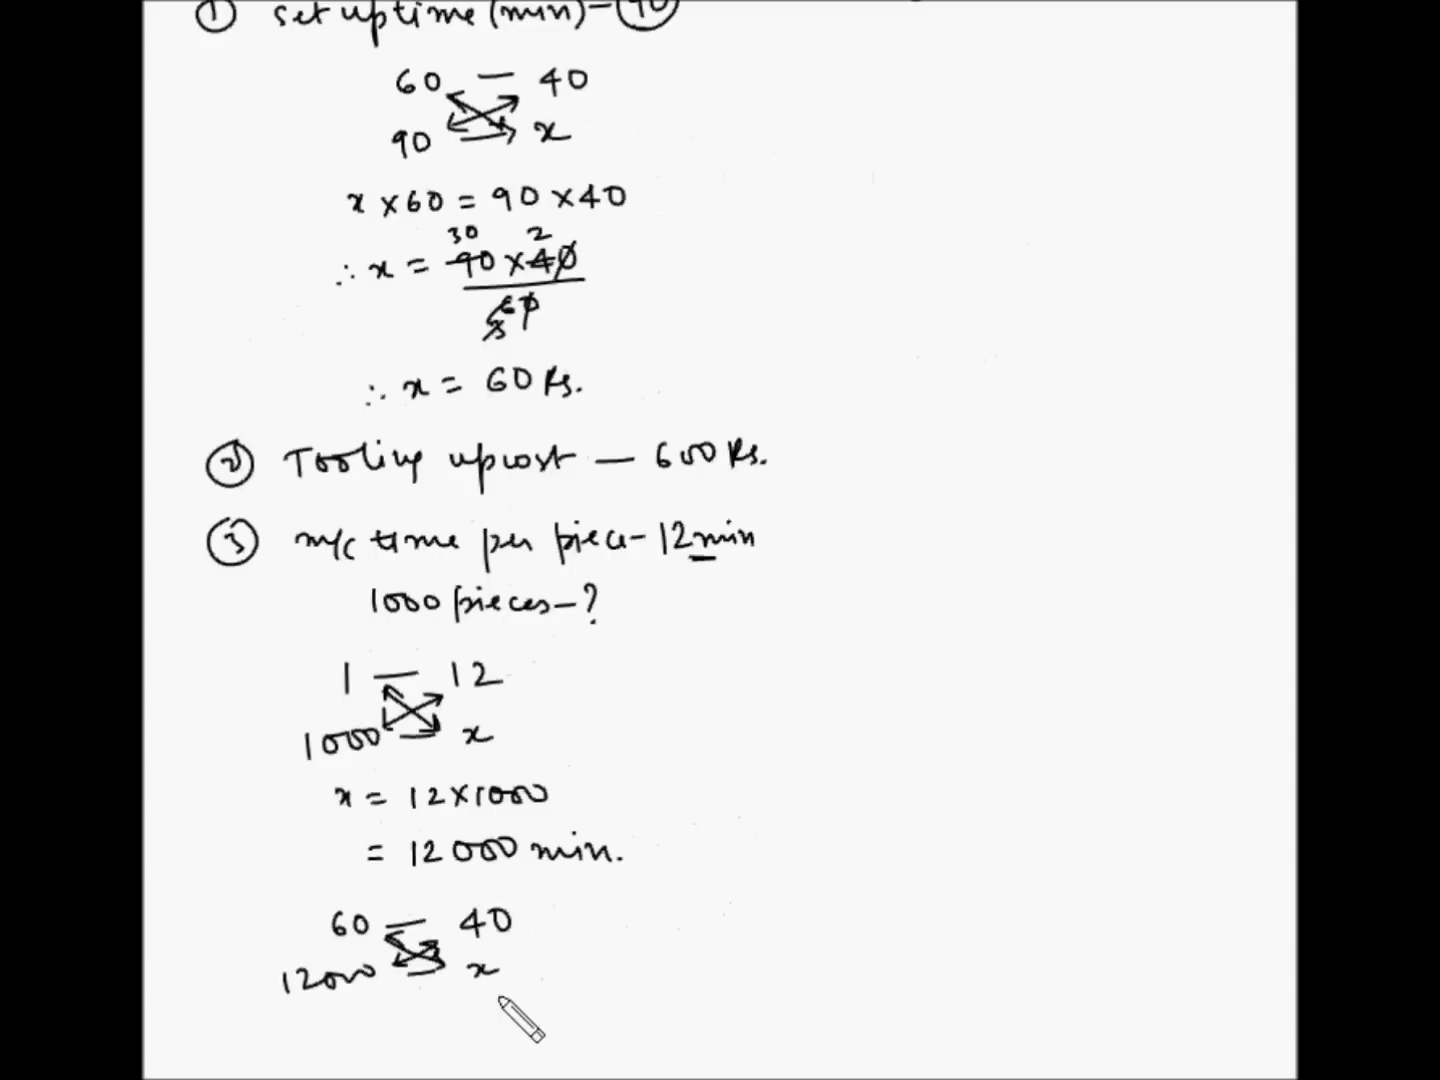 ① Set up time (min) - 90
60 — 40
90 x
x × 60 = 90 × 40
30 2
∴ x = 90 × 40
60
3
∴ x = 60 Rs.
② Tooling up cost — 600 Rs.
③ m/c time per piece - 12 min
1000 pieces - ?
1 — 12
1000 x
x = 12 × 1000
= 12000 min.
60 — 40
12000 x